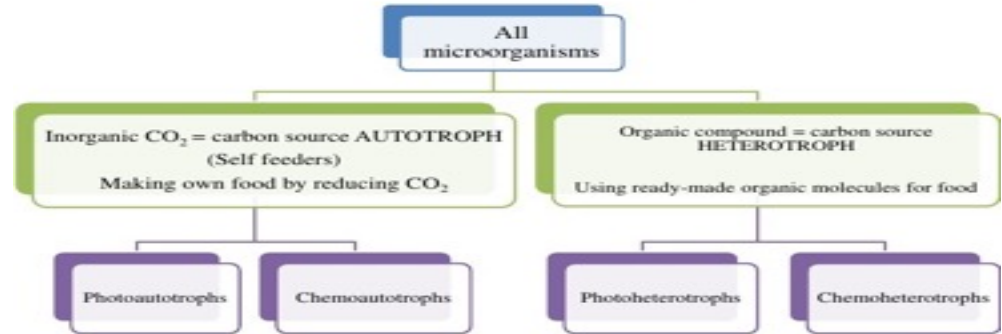 All
microorganisms
Inorganic CO₂ = carbon source AUTOTROPH
(Self feeders)
Making own food by reducing CO₂
Organic compound = carbon source
HETEROTROPH
Using ready-made organic molecules for food
Photoautotrophs
Chemoautotrophs
Photoheterotrophs
Chemoheterotrophs